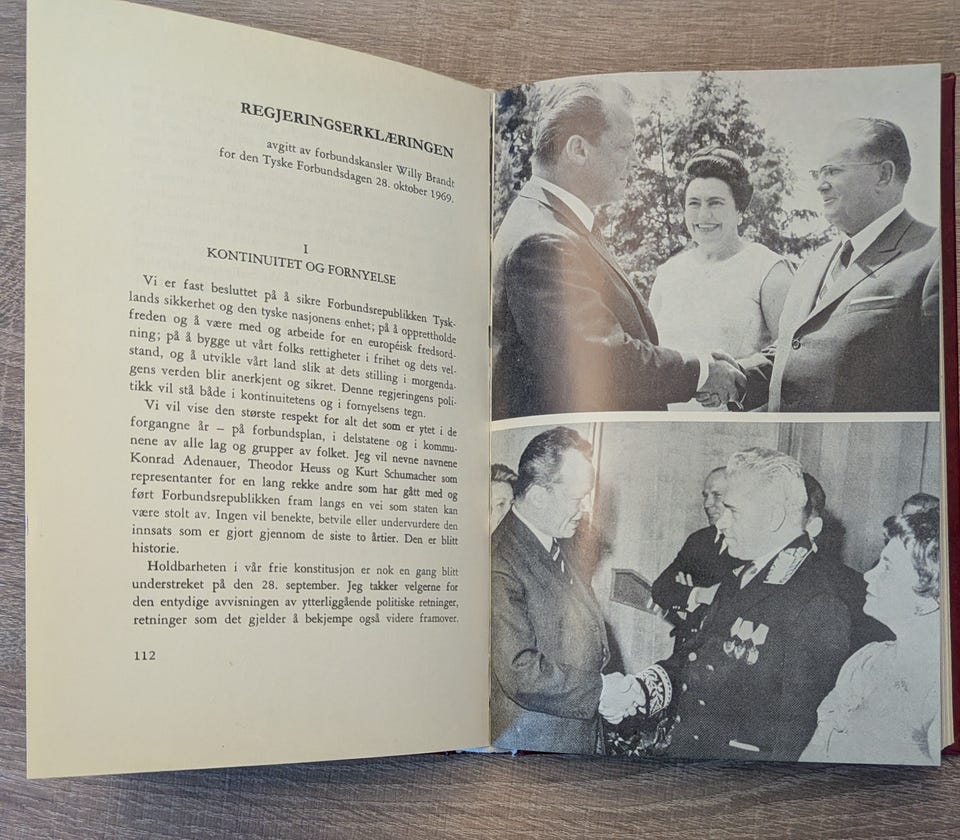 REGJERINGSERKLÆRINGEN
avgitt av forbundskansler Willy Brandt
for den Tyske Forbundsdagen 28. oktober 1969.
I
KONTINUITET OG FORNYELSE
Vi er fast besluttet på å sikre Forbundsrepublikken Tysk-
lands sikkerhet og den tyske nasjonens enhet; på å opprettholde
freden og å være med og arbeide for en européisk fredsord-
ning; på å bygge ut vårt folks rettigheter i frihet og dets vel-
stand, og å utvikle vårt land slik at dets stilling i morgenda-
gens verden blir anerkjent og sikret. Denne regjeringens poli-
tikk vil stå både i kontinuitetens og i fornyelsens tegn.
Vi vil vise den største respekt for alt det som er ytet i de
forgangne år – på forbundsplan, i delstatene og i kommu-
nene av alle lag og grupper av folket. Jeg vil nevne navnene
Konrad Adenauer, Theodor Heuss og Kurt Schumacher som
representanter for en lang rekke andre som har gått med og
ført Forbundsrepublikken fram langs en vei som staten kan
være stolt av. Ingen vil benekte, betvile eller undervurdere den
innsats som er gjort gjennom de siste to årtier. Den er blitt
historie.
Holdbarheten i vår frie konstitusjon er nok en gang blitt
understreket på den 28. september. Jeg takker velgerne for
den entydige avvisningen av ytterliggående politiske retninger,
retninger som det gjelder å bekjempe også videre framover.
112